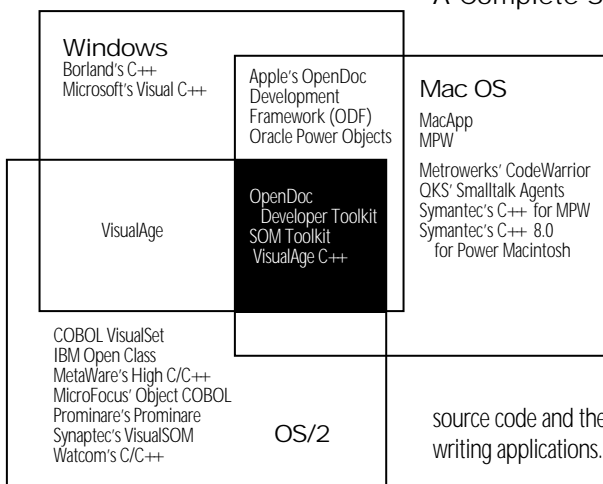 Windows
Borland's C++
Microsoft's Visual C++
Apple's OpenDoc
Development
Framework (ODF)
Oracle Power Objects
Mac OS
MacApp
MPW
Metrowerks' CodeWarrior
QKS' Smalltalk Agents
Symantec's C++ for MPW
Symantec's C++ 8.0
for Power Macintosh
VisualAge
OpenDoc
Developer Toolkit
SOM Toolkit
VisualAge C++
COBOL VisualSet
IBM Open Class
MetaWare's High C/C++
MicroFocus' Object COBOL
Prominare's Prominare
Synaptec's VisualSOM
Watcom's C/C++
OS/2
source code and the
writing applications.